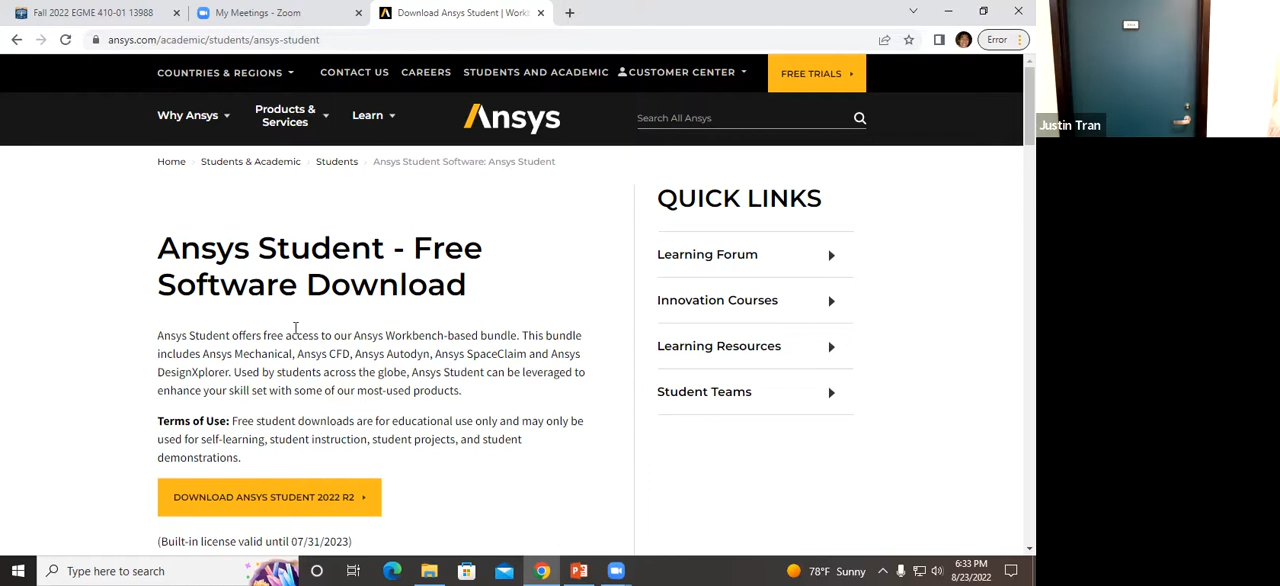 Fall 2022 EGME 410-01 13988
My Meetings - Zoom
Download Ansys Student | Work
ansys.com/academic/students/ansys-student
Error
COUNTRIES & REGIONS
CONTACT US
CAREERS
STUDENTS AND ACADEMIC
CUSTOMER CENTER
FREE TRIALS
Why Ansys
Products &
Services
Learn
Ansys
Search All Ansys
Justin Tran
Home
Students & Academic
Students
Ansys Student Software: Ansys Student
Ansys Student - Free
Software Download
Ansys Student offers free access to our Ansys Workbench-based bundle. This bundle
includes Ansys Mechanical, Ansys CFD, Ansys Autodyn, Ansys SpaceClaim and Ansys
DesignXplorer. Used by students across the globe, Ansys Student can be leveraged to
enhance your skill set with some of our most-used products.
Terms of Use: Free student downloads are for educational use only and may only be
used for self-learning, student instruction, student projects, and student
demonstrations.
DOWNLOAD ANSYS STUDENT 2022 R2
(Built-in license valid until 07/31/2023)
QUICK LINKS
Learning Forum
Innovation Courses
Learning Resources
Student Teams
Type here to search
78°F Sunny
6:33 PM
8/23/2022